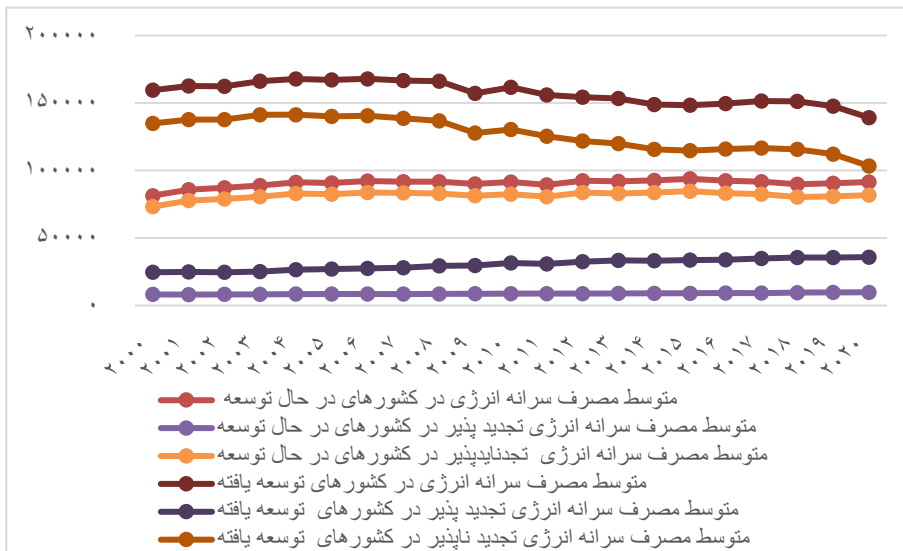 ۲۰۰۰۰۰
۱۵۰۰۰۰
۱۰۰۰۰۰
۵۰۰۰۰
۰
۲۰۰۰ ۲۰۰۱ ۲۰۰۲ ۲۰۰۳ ۲۰۰۴ ۲۰۰۵ ۲۰۰۶ ۲۰۰۷ ۲۰۰۸ ۲۰۰۹ ۲۰۱۰ ۲۰۱۱ ۲۰۱۲ ۲۰۱۳ ۲۰۱۴ ۲۰۱۵ ۲۰۱۶ ۲۰۱۷ ۲۰۱۸ ۲۰۱۹ ۲۰۲۰
متوسط مصرف سرانه انرژی در کشورهای در حال توسعه
متوسط مصرف سرانه انرژی تجدید پذیر در کشورهای در حال توسعه
متوسط مصرف سرانه انرژی تجدنایدپذیر در کشورهای در حال توسعه
متوسط مصرف سرانه انرژی در کشورهای توسعه یافته
متوسط مصرف سرانه انرژی تجدید پذیر در کشورهای توسعه یافته
متوسط مصرف سرانه انرژی تجدید ناپذیر در کشورهای توسعه یافته